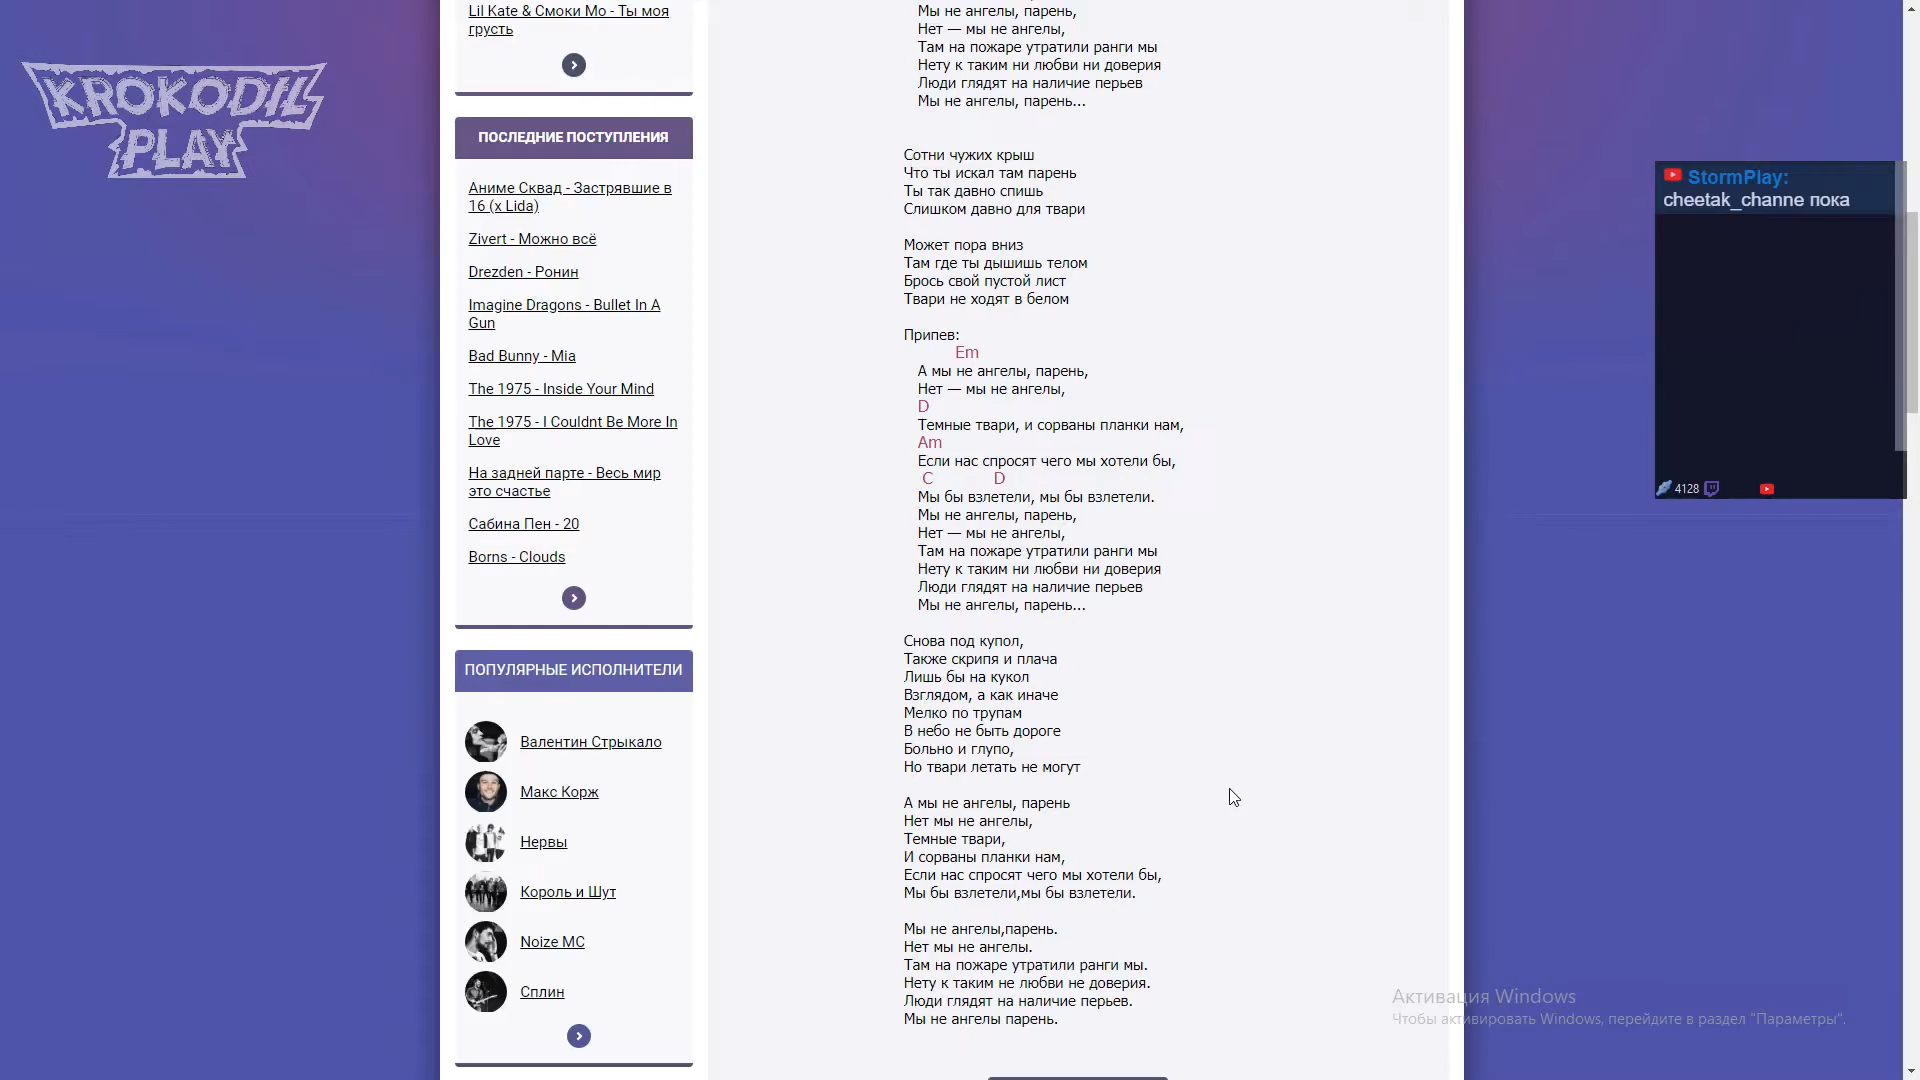 KROKODIL
PLAY
Lil Kate & Смоки Мо - Ты моя
грусть
ПОСЛЕДНИЕ ПОСТУПЛЕНИЯ
Аниме Сквад - Застрявшие в
16 (x Lida)
Zivert - Можно всё
Drezden - Ронин
Imagine Dragons - Bullet In A
Gun
Bad Bunny - Mia
The 1975 - Inside Your Mind
The 1975 - I Couldnt Be More In
Love
На задней парте - Весь мир
это счастье
Сабина Пен - 20
Borns - Clouds
ПОПУЛЯРНЫЕ ИСПОЛНИТЕЛИ
Валентин Стрыкало
Макс Корж
Нервы
Король и Шут
Noize MC
Сплин
Мы не ангелы, парень,
Нет — мы не ангелы,
Там на пожаре утратили ранги мы
Нету к таким ни любви ни доверия
Люди глядят на наличие перьев
Мы не ангелы, парень...
Сотни чужих крыш
Что ты искал там парень
Ты так давно спишь
Слишком давно для твари
Может пора вниз
Там где ты дышишь телом
Брось свой пустой лист
Твари не ходят в белом
Припев:
Em
А мы не ангелы, парень,
Нет — мы не ангелы,
D
Темные твари, и сорваны планки нам,
Am
Если нас спросят чего мы хотели бы,
C D
Мы бы взлетели, мы бы взлетели.
Мы не ангелы, парень,
Нет — мы не ангелы,
Там на пожаре утратили ранги мы
Нету к таким ни любви ни доверия
Люди глядят на наличие перьев
Мы не ангелы, парень...
Снова под купол,
Также скрипя и плача
Лишь бы на кукол
Взглядом, а как иначе
Мелко по трупам
В небо не быть дороге
Больно и глупо,
Но твари летать не могут
А мы не ангелы, парень
Нет мы не ангелы,
Темные твари,
И сорваны планки нам,
Если нас спросят чего мы хотели бы,
Мы бы взлетели,мы бы взлетели.
Мы не ангелы,парень.
Нет мы не ангелы.
Там на пожаре утратили ранги мы.
Нету к таким не любви не доверия.
Люди глядят на наличие перьев.
Мы не ангелы парень.
StormPlay:
cheetak_channe пока
4128
Активация Windows
Чтобы активировать Windows, перейдите в раздел "Параметры".